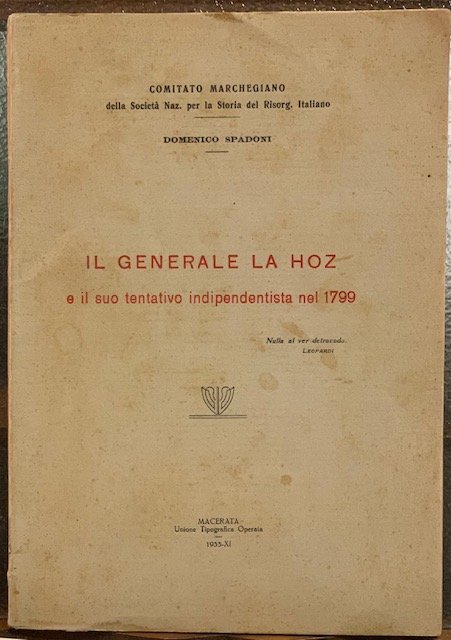 COMITATO MARCHEGIANO
della Società Naz. per la Storia del Risorg. Italiano
DOMENICO SPADONI
IL GENERALE LA HOZ
e il suo tentativo indipendentista nel 1799
Nulla al ver detraendo.
LEOPARDI
MACERATA
Unione Tipografica Operaia
1933-XI